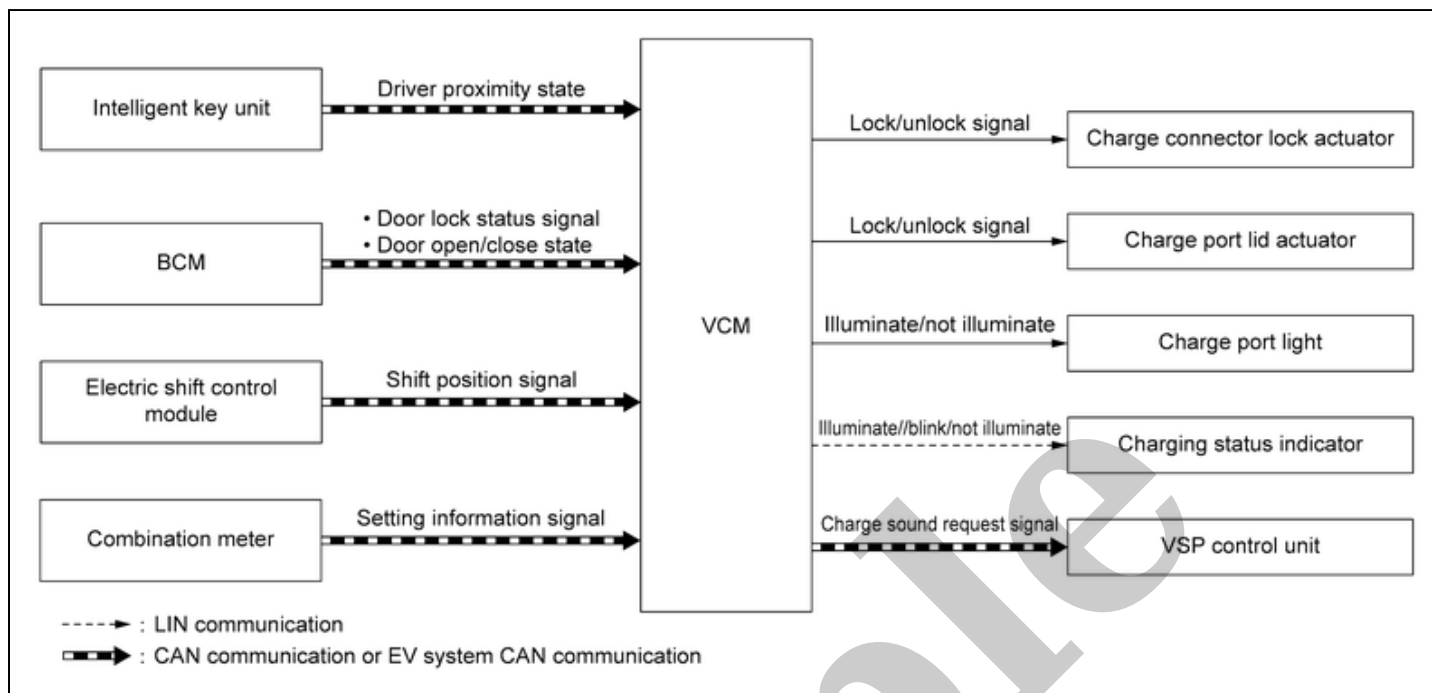 Intelligent key unit
Driver proximity state
BCM
• Door lock status signal
• Door open/close state
Electric shift control
module
Shift position signal
Combination meter
Setting information signal
VCM
Lock/unlock signal
Charge connector lock actuator
Lock/unlock signal
Charge port lid actuator
Illuminate/not illuminate
Charge port light
Illuminate//blink/not illuminate
Charging status indicator
Charge sound request signal
VSP control unit
: LIN communication
: CAN communication or EV system CAN communication